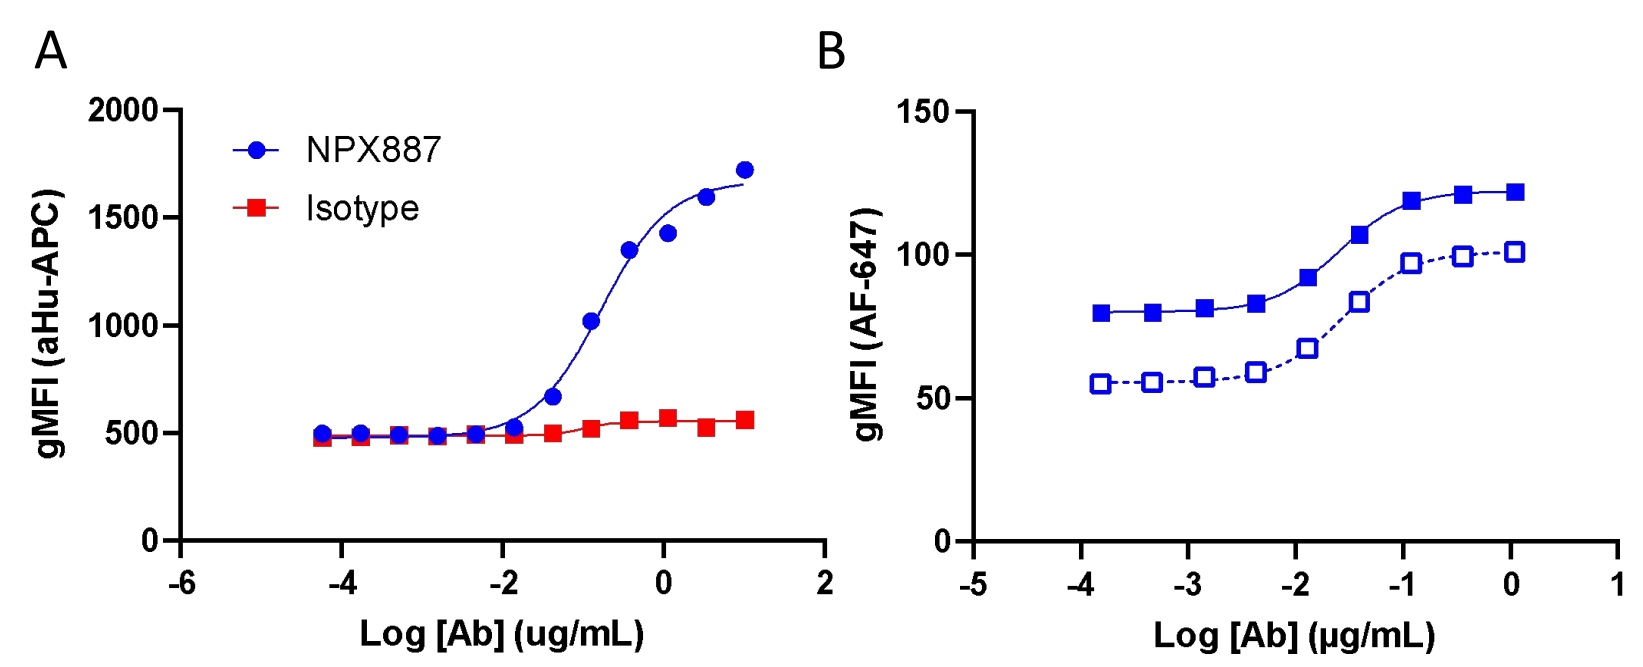 A
B
gMFI (aHu-APC)
2000
1500
1000
500
0
NPX887
Isotype
-6
-4
-2
0
2
Log [Ab] (ug/mL)
gMFI (AF-647)
150
100
50
0
-5
-4
-3
-2
-1
0
1
Log [Ab] (µg/mL)